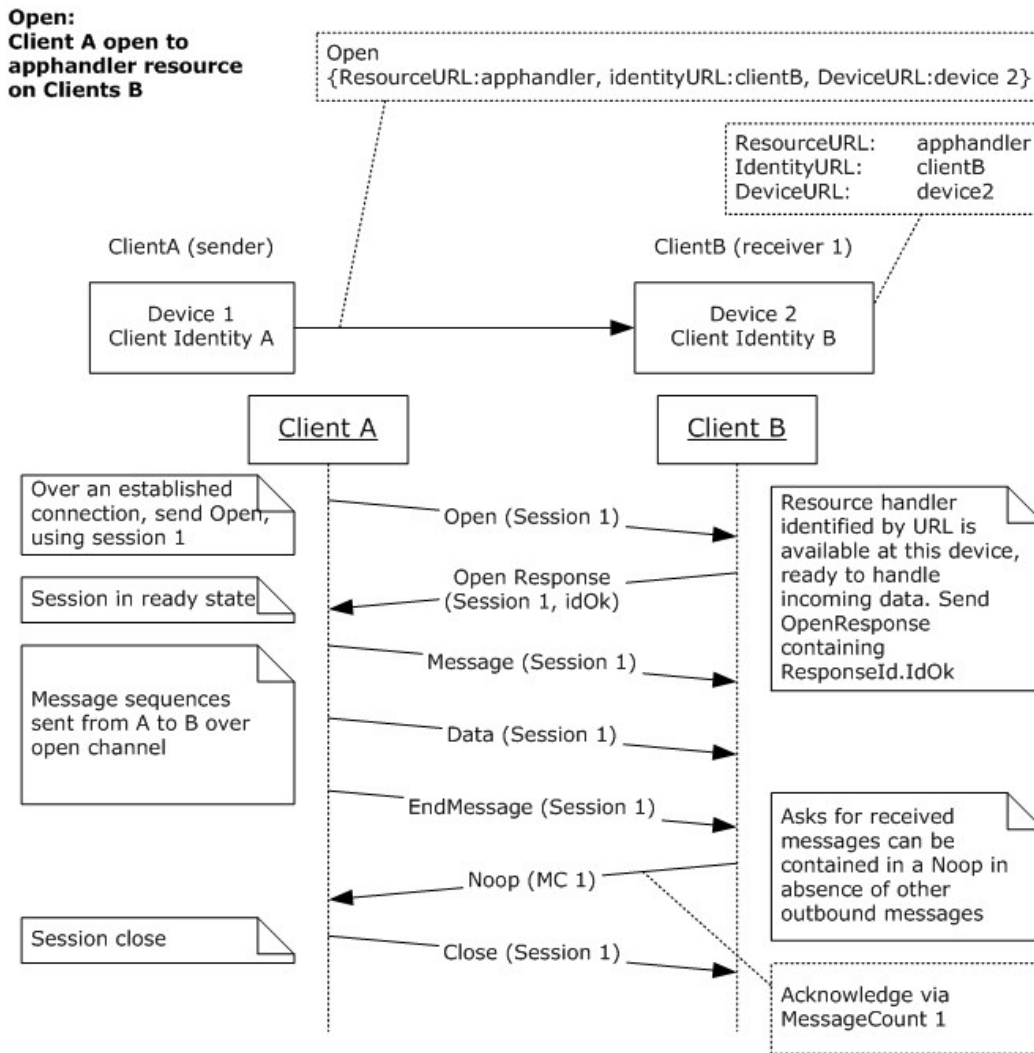 Open:
Client A open to
apphandler resource
on Clients B
Open
{ResourceURL:apphandler, identityURL:clientB, DeviceURL:device 2}
ResourceURL: apphandler
IdentityURL: clientB
DeviceURL: device2
ClientA (sender)
ClientB (receiver 1)
Device 1
Client Identity A
Device 2
Client Identity B
Client A
Client B
Over an established
connection, send Open,
using session 1
Open (Session 1)
Resource handler
identified by URL is
available at this device,
ready to handle
incoming data. Send
OpenResponse
containing
ResponseId.IdOk
Open Response
(Session 1, idOk)
Session in ready state
Message (Session 1)
Message sequences
sent from A to B over
open channel
Data (Session 1)
EndMessage (Session 1)
Asks for received
messages can be
contained in a Noop in
absence of other
outbound messages
Noop (MC 1)
Session close
Close (Session 1)
Acknowledge via
MessageCount 1